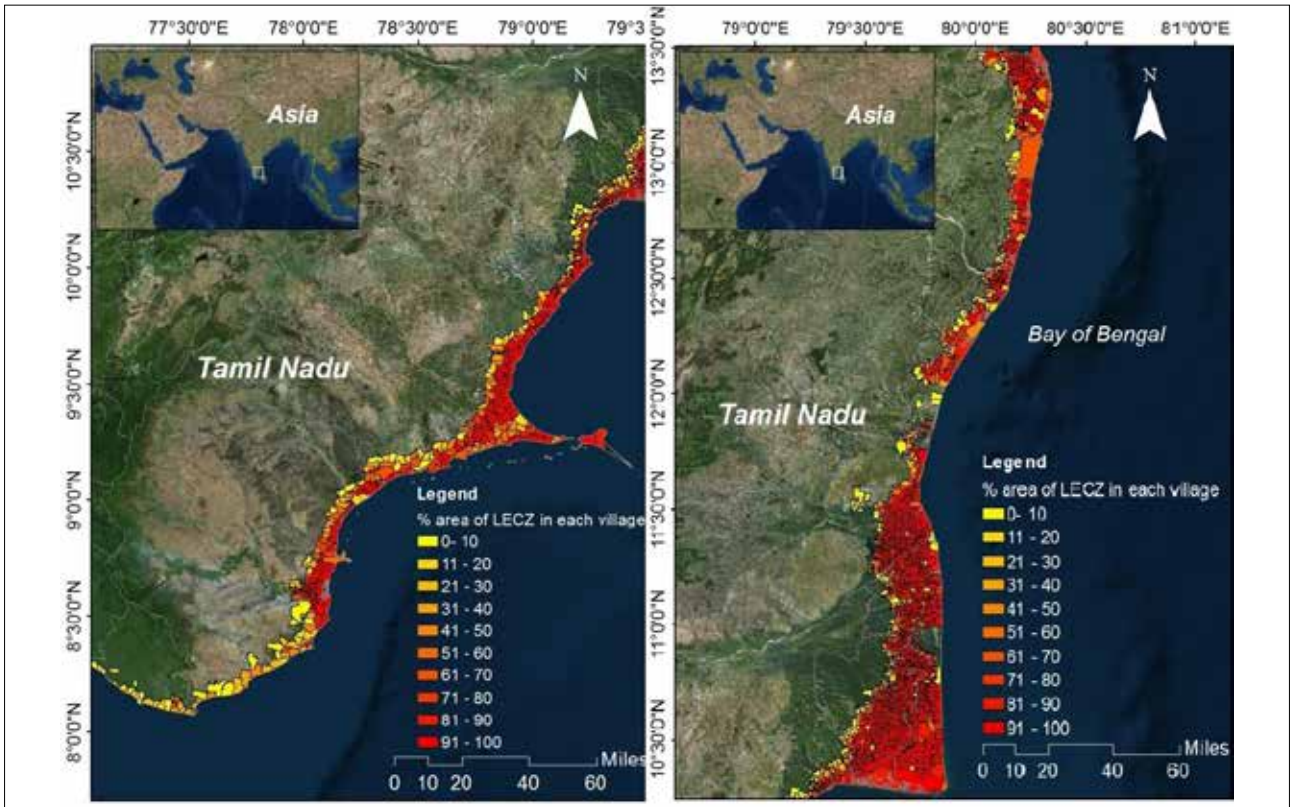 77°30'0"E 78°0'0"E 78°30'0"E 79°0'0"E 79°3
10°30'0"N
10°0'0"N
9°30'0"N
9°0'0"N
8°30'0"N
8°0'0"N
Asia
N
Tamil Nadu
Legend
% area of LECZ in each village
0- 10
11 - 20
21 - 30
31 - 40
41 - 50
51 - 60
61 - 70
71 - 80
81 - 90
91 - 100
Miles
0 10 20 40 60
79°0'0"E 79°30'0"E 80°0'0"E 80°30'0"E 81°0'0"E
13°30'0"N
13°0'0"N
12°30'0"N
12°0'0"N
11°30'0"N
11°0'0"N
10°30'0"N
Asia
N
Bay of Bengal
Tamil Nadu
Legend
% area of LECZ in each village
0- 10
11 - 20
21 - 30
31 - 40
41 - 50
51 - 60
61 - 70
71 - 80
81 - 90
91 - 100
Miles
0 10 20 40 60